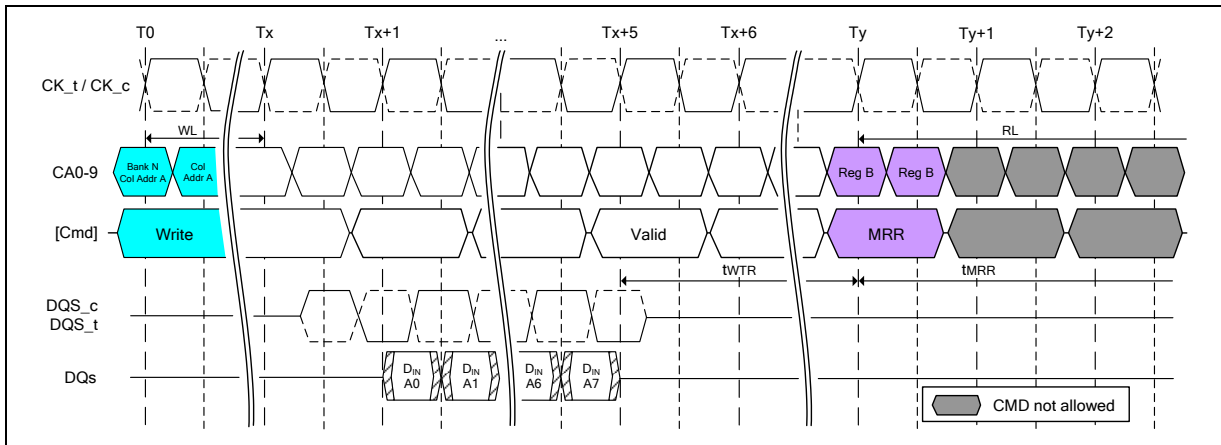 T0 Tx Tx+1 ... Tx+5 Tx+6 Ty Ty+1 Ty+2
CK_t / CK_c
WL RL
CA0-9
Bank N
Col Addr A
Col
Addr A
Reg B Reg B
[Cmd] Write Valid MRR
tWTR tMRR
DQS_c
DQS_t
DQs
DIN
A0
DIN
A1
DIN
A6
DIN
A7
CMD not allowed